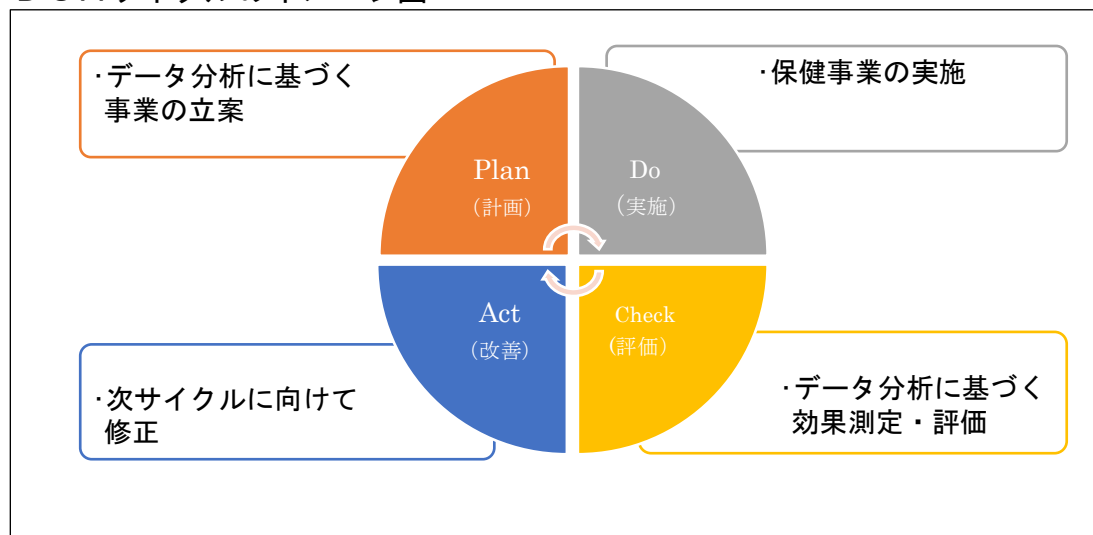 ・データ分析に基づく
事業の立案
・保健事業の実施
Plan
(計画)
Do
(実施)
Act
(改善)
Check
(評価)
・次サイクルに向けて
修正
・データ分析に基づく
効果測定・評価